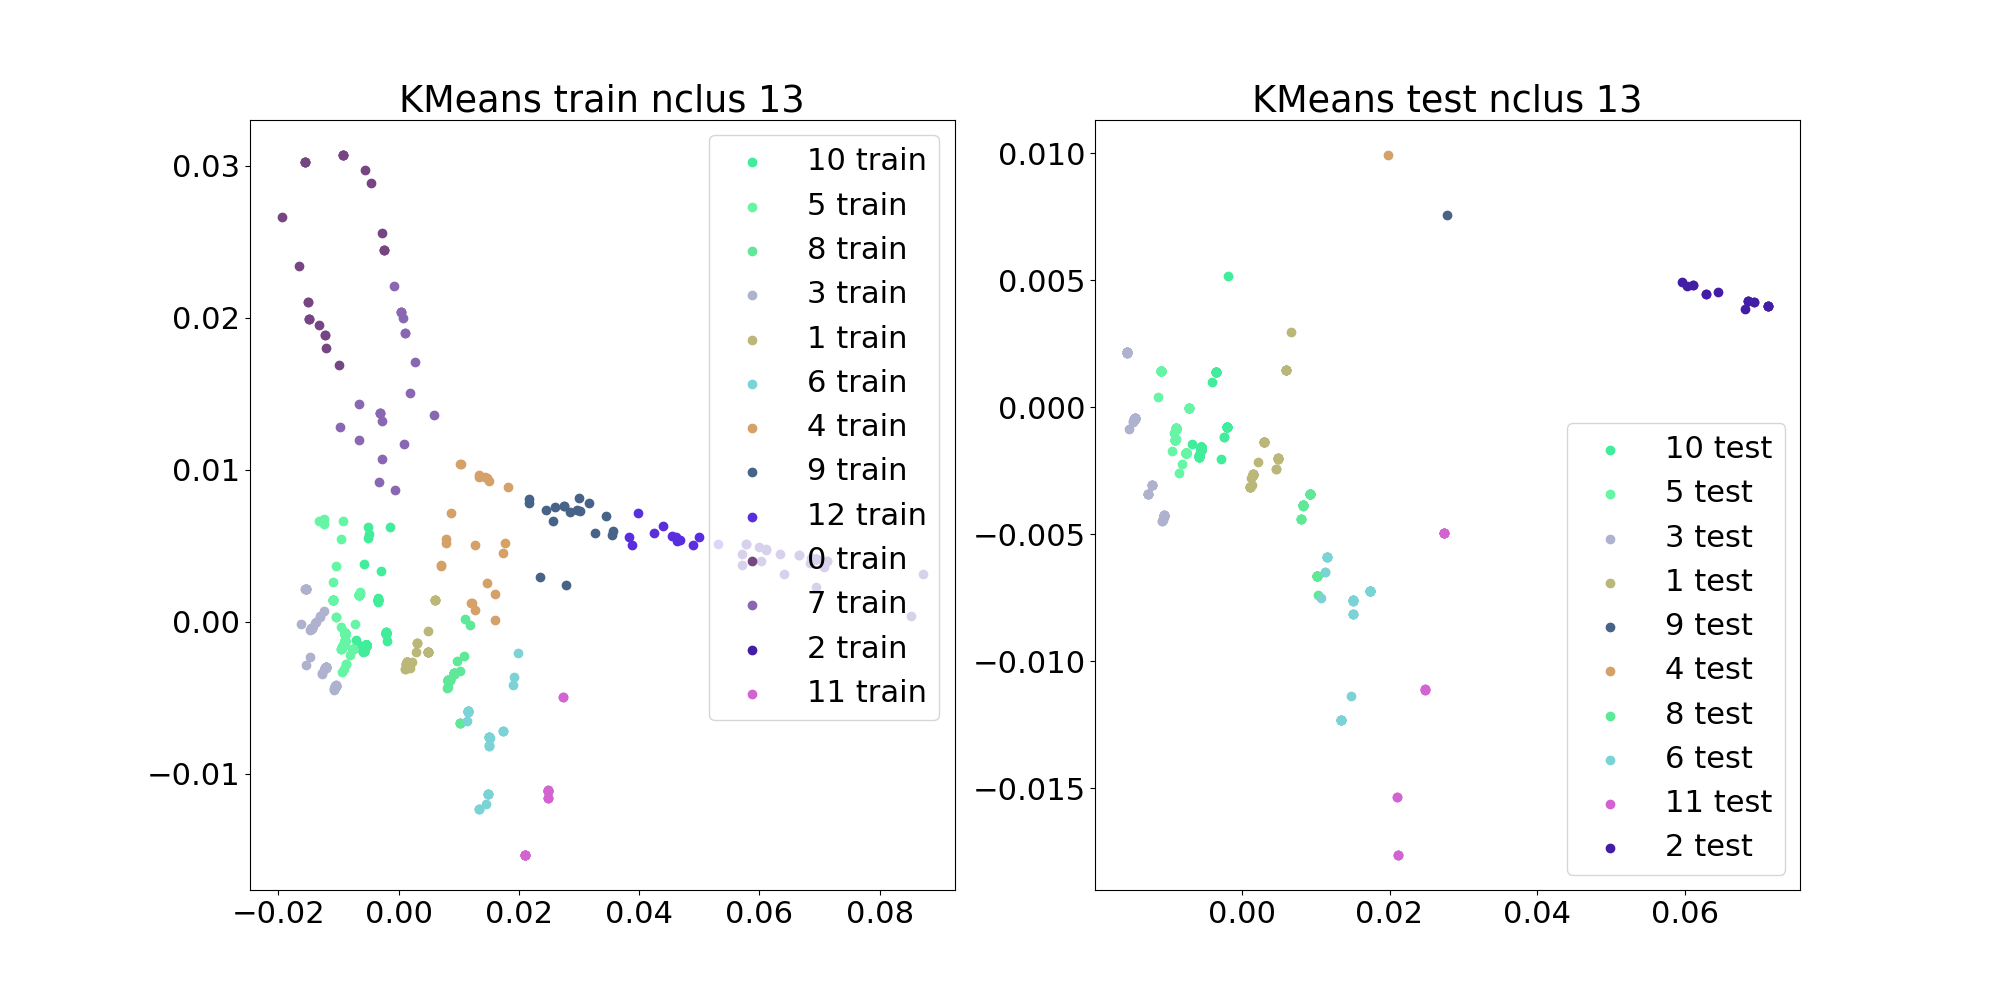 KMeans train nclus 13
0.03
0.02
0.01
0.00
−0.01
−0.02
0.00
0.02
0.04
0.06
0.08
10 train
5 train
8 train
3 train
1 train
6 train
4 train
9 train
12 train
0 train
7 train
2 train
11 train
KMeans test nclus 13
0.010
0.005
0.000
−0.005
−0.010
−0.015
0.00
0.02
0.04
0.06
10 test
5 test
3 test
1 test
9 test
4 test
8 test
6 test
11 test
2 test